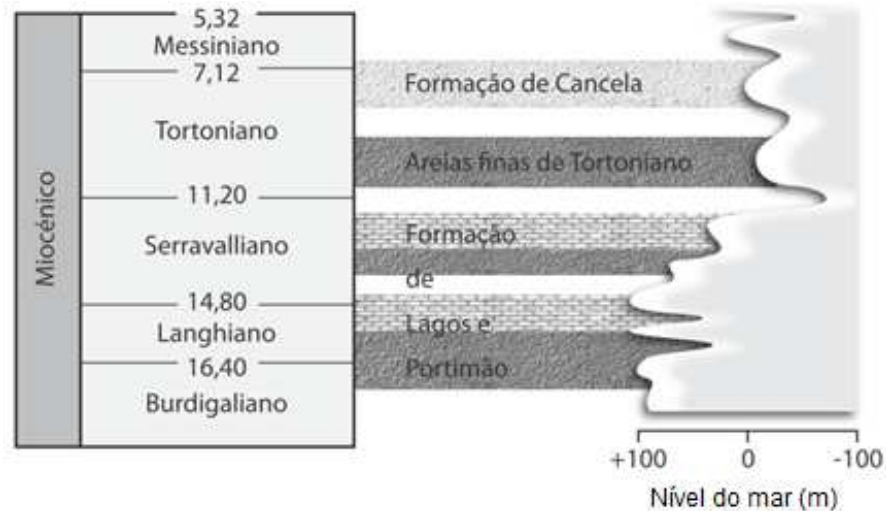 Miocénico
5,32
Messiniano
7,12
Tortoniano
11,20
Serravalliano
14,80
Langhiano
16,40
Burdigaliano
Formação de Cancela
Areias finas de Tortoniano
Formação
de
Lagos e
Portimão
+100 0 -100
Nível do mar (m)